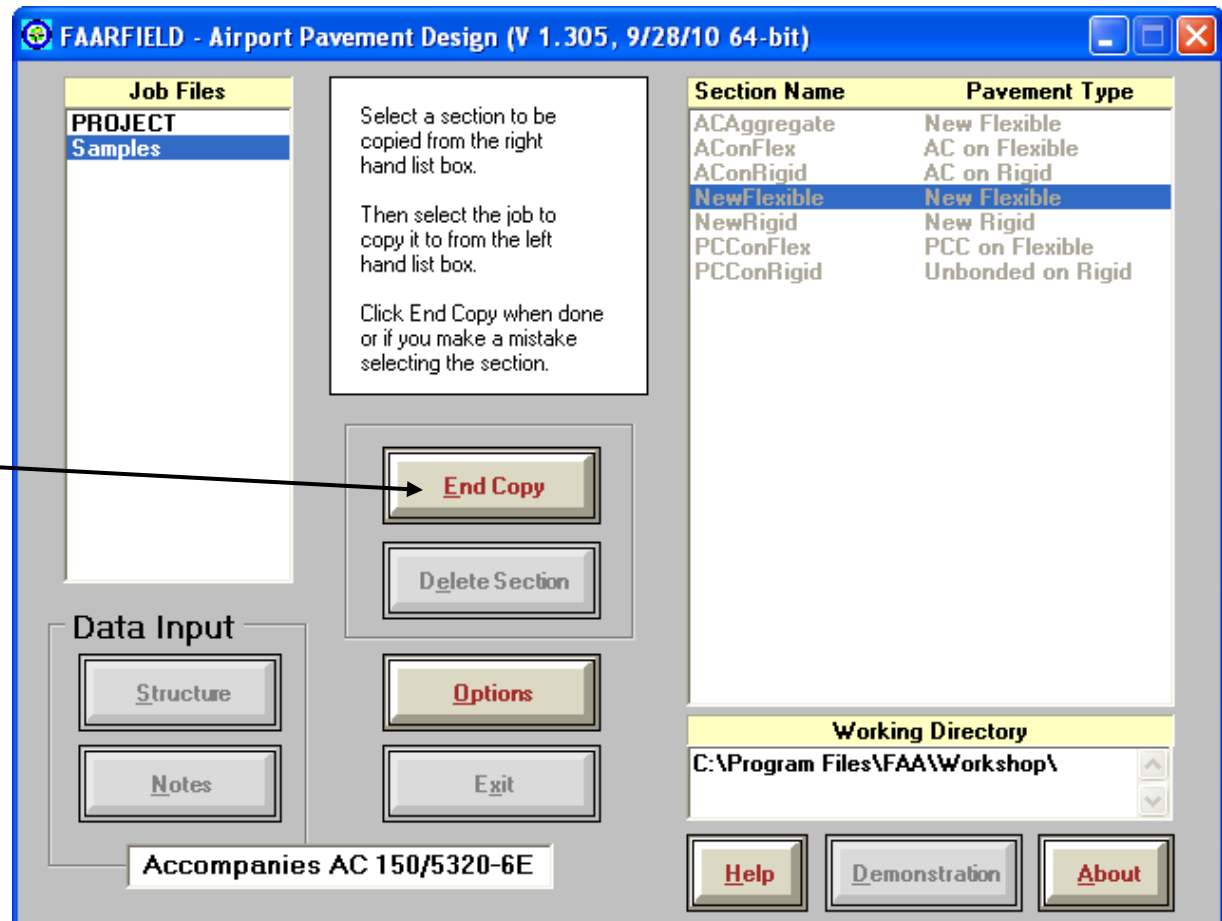 FAARFIELD - Airport Pavement Design (V 1.305, 9/28/10 64-bit)
Job Files
PROJECT
Samples
Select a section to be
copied from the right
hand list box.
Then select the job to
copy it to from the left
hand list box.
Click End Copy when done
or if you make a mistake
selecting the section.
End Copy
Delete Section
Data Input
Structure
Notes
Options
Exit
Accompanies AC 150/5320-6E
Section Name Pavement Type
ACAggregate New Flexible
AConFlex AC on Flexible
AConRigid AC on Rigid
NewFlexible New Flexible
NewRigid New Rigid
PCConFlex PCC on Flexible
PCConRigid Unbonded on Rigid
Working Directory
C:\Program Files\FAA\Workshop\
Help
Demonstration
About